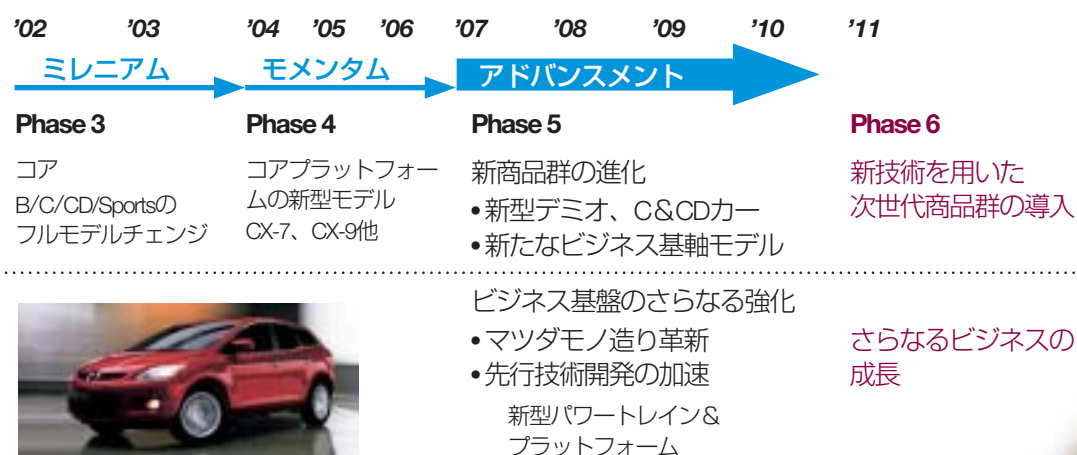 ’02 ’03 ’04 ’05 ’06 ’07 ’08 ’09 ’10 ’11
ミレニアム
モメンタム
アドバンスメント
Phase 3
コア
B/C/CD/Sportsの
フルモデルチェンジ
Phase 4
コアプラットフォー
ムの新型モデル
CX-7、CX-9他
Phase 5
新商品群の進化
•新型デミオ、C&CDカー
•新たなビジネス基軸モデル
Phase 6
新技術を用いた
次世代商品群の導入
ビジネス基盤のさらなる強化
•マツダモノ造り革新
•先行技術開発の加速
新型パワートレイン&
プラットフォーム
さらなるビジネスの
成長